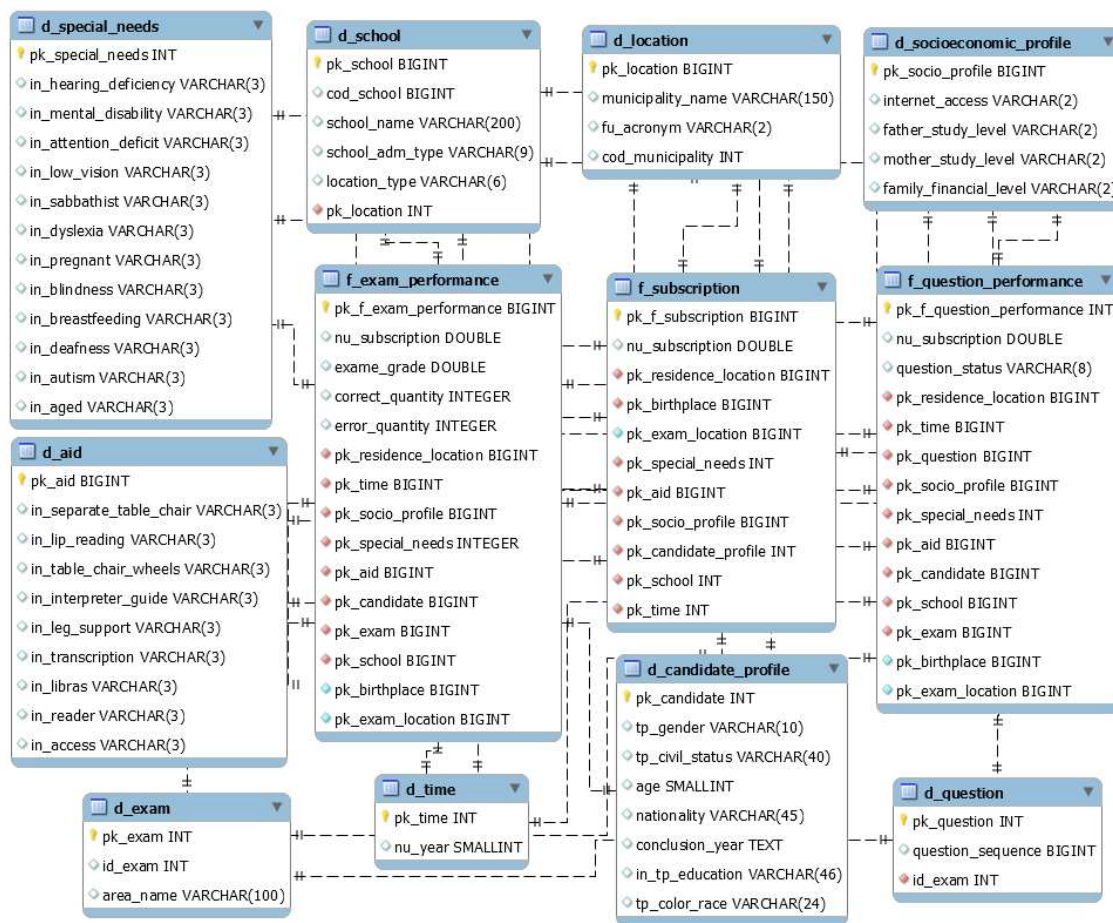 d_special_needs
pk_special_needs INT
in_hearing_deficiency VARCHAR(3)
in_mental_disability VARCHAR(3)
in_attention_deficit VARCHAR(3)
in_low_vision VARCHAR(3)
in_sabbathist VARCHAR(3)
in_dyslexia VARCHAR(3)
in_pregnant VARCHAR(3)
in_blindness VARCHAR(3)
in_breastfeeding VARCHAR(3)
in_deafness VARCHAR(3)
in_autism VARCHAR(3)
in_aged VARCHAR(3)
d_school
pk_school BIGINT
cod_school BIGINT
school_name VARCHAR(200)
school_adm_type VARCHAR(9)
location_type VARCHAR(6)
pk_location INT
d_location
pk_location BIGINT
municipality_name VARCHAR(150)
fu_acronym VARCHAR(2)
cod_municipality INT
d_socioeconomic_profile
pk_socio_profile BIGINT
internet_access VARCHAR(2)
father_study_level VARCHAR(2)
mother_study_level VARCHAR(2)
family_financial_level VARCHAR(2)
f_exam_performance
pk_f_exam_performance BIGINT
nu_subscription DOUBLE
exame_grade DOUBLE
correct_quantity INTEGER
error_quantity INTEGER
pk_residence_location BIGINT
pk_time BIGINT
pk_socio_profile BIGINT
pk_special_needs INTEGER
pk_aid BIGINT
pk_candidate BIGINT
pk_exam BIGINT
pk_school BIGINT
pk_birthplace BIGINT
pk_exam_location BIGINT
f_subscription
pk_f_subscription BIGINT
nu_subscription DOUBLE
pk_residence_location BIGINT
pk_birthplace BIGINT
pk_exam_location BIGINT
pk_special_needs INT
pk_aid BIGINT
pk_socio_profile BIGINT
pk_candidate_profile INT
pk_school INT
pk_time INT
f_question_performance
pk_f_question_performance INT
nu_subscription DOUBLE
question_status VARCHAR(8)
pk_residence_location BIGINT
pk_time BIGINT
pk_question BIGINT
pk_socio_profile BIGINT
pk_special_needs INT
pk_aid BIGINT
pk_candidate BIGINT
pk_school BIGINT
pk_exam BIGINT
pk_birthplace BIGINT
pk_exam_location BIGINT
d_aid
pk_aid BIGINT
in_separate_table_chair VARCHAR(3)
in_lip_reading VARCHAR(3)
in_table_chair_wheels VARCHAR(3)
in_interpreter_guide VARCHAR(3)
in_leg_support VARCHAR(3)
in_transcription VARCHAR(3)
in_libras VARCHAR(3)
in_reader VARCHAR(3)
in_access VARCHAR(3)
d_candidate_profile
pk_candidate INT
tp_gender VARCHAR(10)
tp_civil_status VARCHAR(40)
age SMALLINT
nationality VARCHAR(45)
conclusion_year TEXT
in_tp_education VARCHAR(46)
tp_color_race VARCHAR(24)
d_exam
pk_exam INT
id_exam INT
area_name VARCHAR(100)
d_time
pk_time INT
nu_year SMALLINT
d_question
pk_question INT
question_sequence BIGINT
id_exam INT